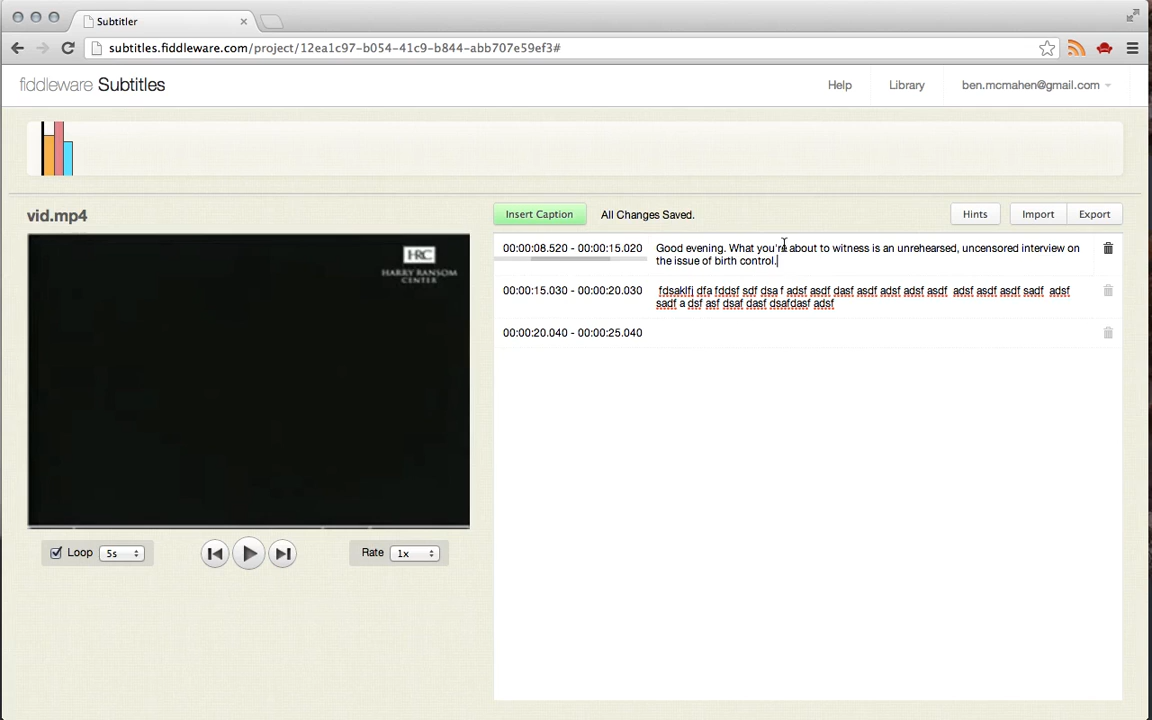 Subtitler
subtitles.fiddleware.com/project/12ea1c97-b054-41c9-b844-abb707e59ef3#
fiddleware Subtitles
Help
Library
ben.mcmahen@gmail.com
vid.mp4
Insert Caption
All Changes Saved.
Hints
Import
Export
HRC
HARRY RANSOM
CENTER
00:00:08.520 - 00:00:15.020
Good evening. What you're about to witness is an unrehearsed, uncensored interview on
the issue of birth control.
00:00:15.030 - 00:00:20.030
fdsaklfj dfa fddsf sdf dsa f adsf asdf dasf asdf adsf adsf asdf adsf asdf asdf sadf adsf
sadf a dsf asf dsaf dasf dsafdasf adsf
00:00:20.040 - 00:00:25.040
Loop
5s
Rate
1x